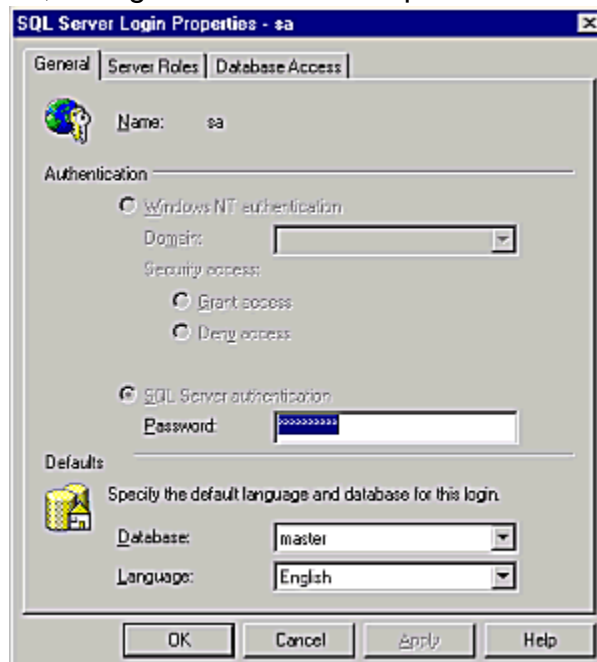 SQL Server Login Properties - sa
General Server Roles Database Access
Name: sa
Authentication
Windows NT authentication
Domain:
Security access:
Grant access
Deny access
SQL Server authentication
Password: **********
Defaults
Specify the default language and database for this login.
Database: master
Language: English
OK Cancel Apply Help